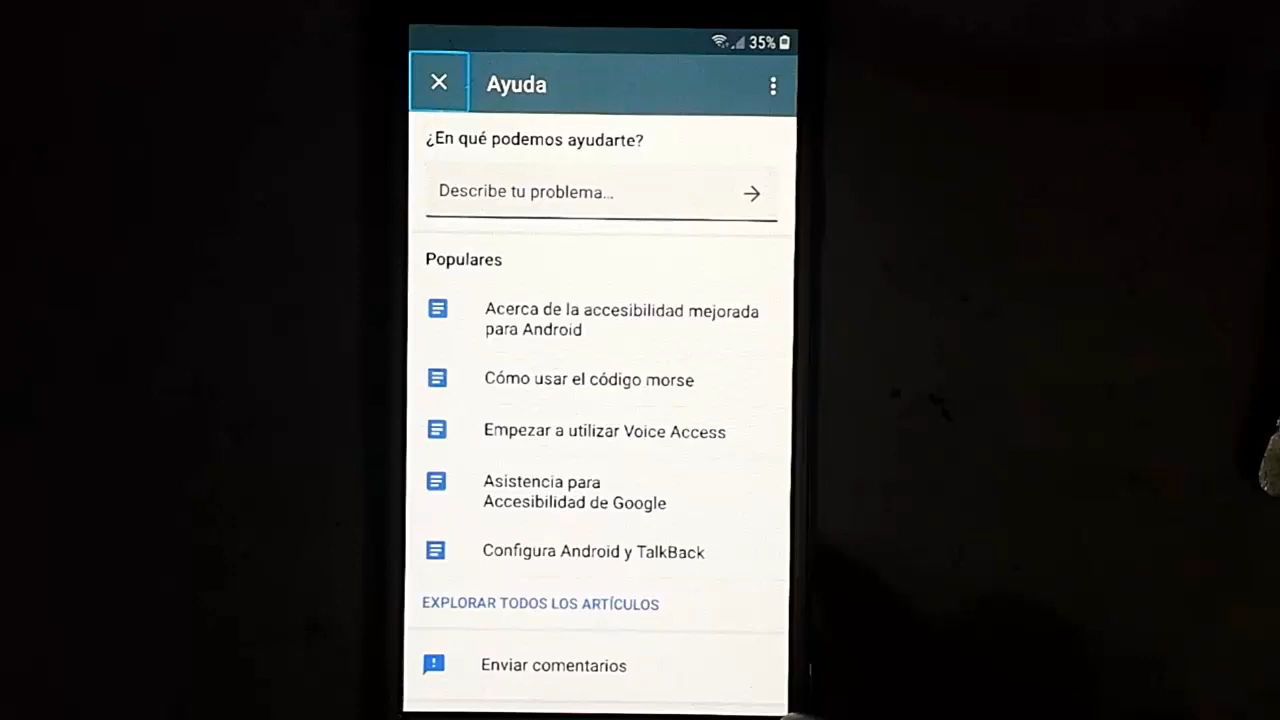 35%
Ayuda
¿En qué podemos ayudarte?
Describe tu problema...
Populares
Acerca de la accesibilidad mejorada
para Android
Cómo usar el código morse
Empezar a utilizar Voice Access
Asistencia para
Accesibilidad de Google
Configura Android y TalkBack
EXPLORAR TODOS LOS ARTÍCULOS
Enviar comentarios